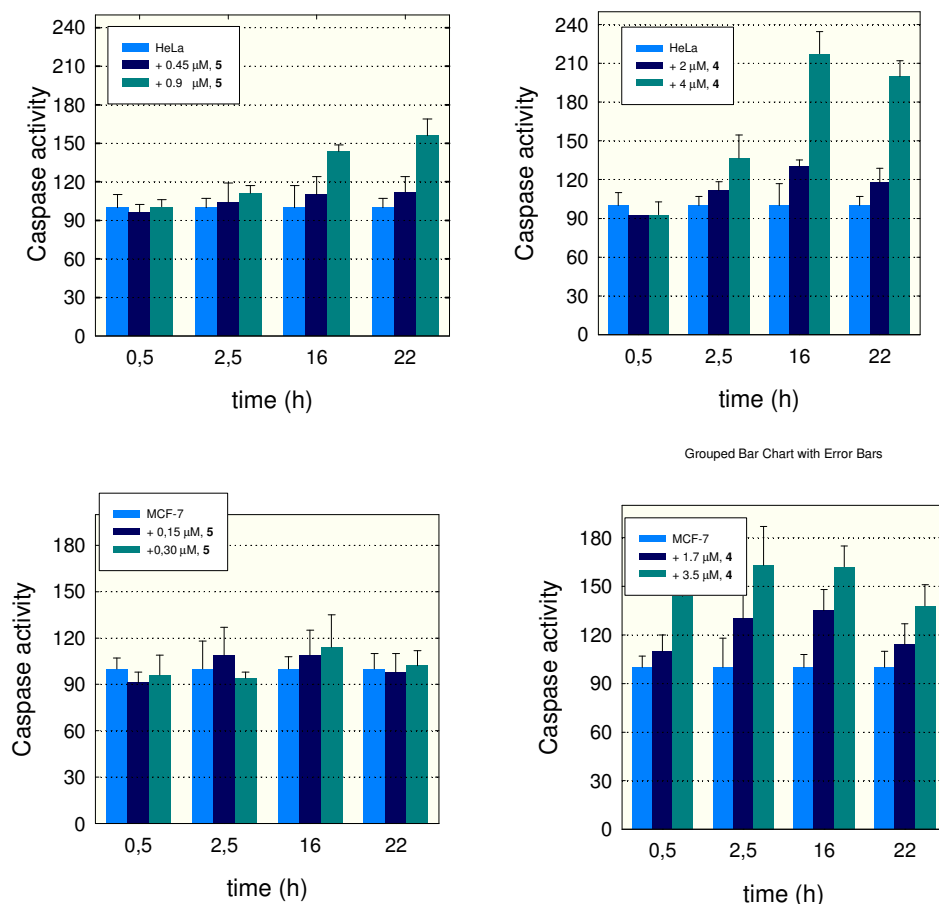 240
210
180
150
120
90
60
30
0
Caspase activity
HeLa
+ 0.45 µM, 5
+ 0.9 µM, 5
0,5 2,5 16 22
time (h)
240
210
180
150
120
90
60
30
0
Caspase activity
HeLa
+ 2 µM, 4
+ 4 µM, 4
0,5 2,5 16 22
time (h)
180
150
120
90
60
30
0
Caspase activity
MCF-7
+ 0,15 µM, 5
+0,30 µM, 5
0,5 2,5 16 22
time (h)
Grouped Bar Chart with Error Bars
180
150
120
90
60
30
0
Caspase activity
MCF-7
+ 1.7 µM, 4
+ 3.5 µM, 4
0,5 2,5 16 22
time (h)